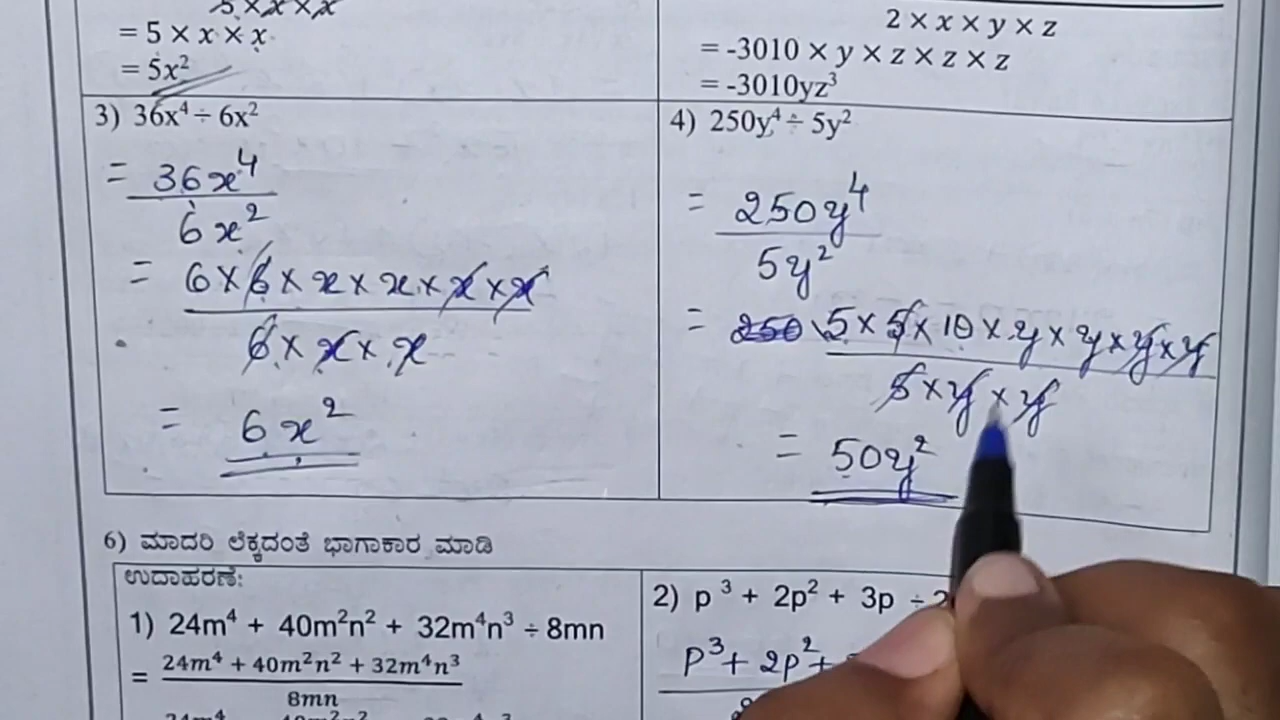 5 × x × x
= 5 × x × x
= 5x²
2 × x × y × z
= -3010 × y × z × z × z
= -3010yz³
3) 36x⁴ ÷ 6x²
= 36x⁴
6x²
= 6 × 6 × x × x × x × x
6 × x × x
= 6x²
4) 250y⁴ ÷ 5y²
= 250y⁴
5y²
= 250 5 × 5 × 10 × y × y × y × y
5 × y × y
= 50y²
6) ಮಾದರಿ ಲೆಕ್ಕದಂತೆ ಭಾಗಾಕಾರ ಮಾಡಿ
ಉದಾಹರಣೆ:
1) 24m⁴ + 40m²n² + 32m⁴n³ ÷ 8mn
= 24m⁴ + 40m²n² + 32m⁴n³
8mn
2) p³ + 2p² + 3p ÷
p³ + 2p² +